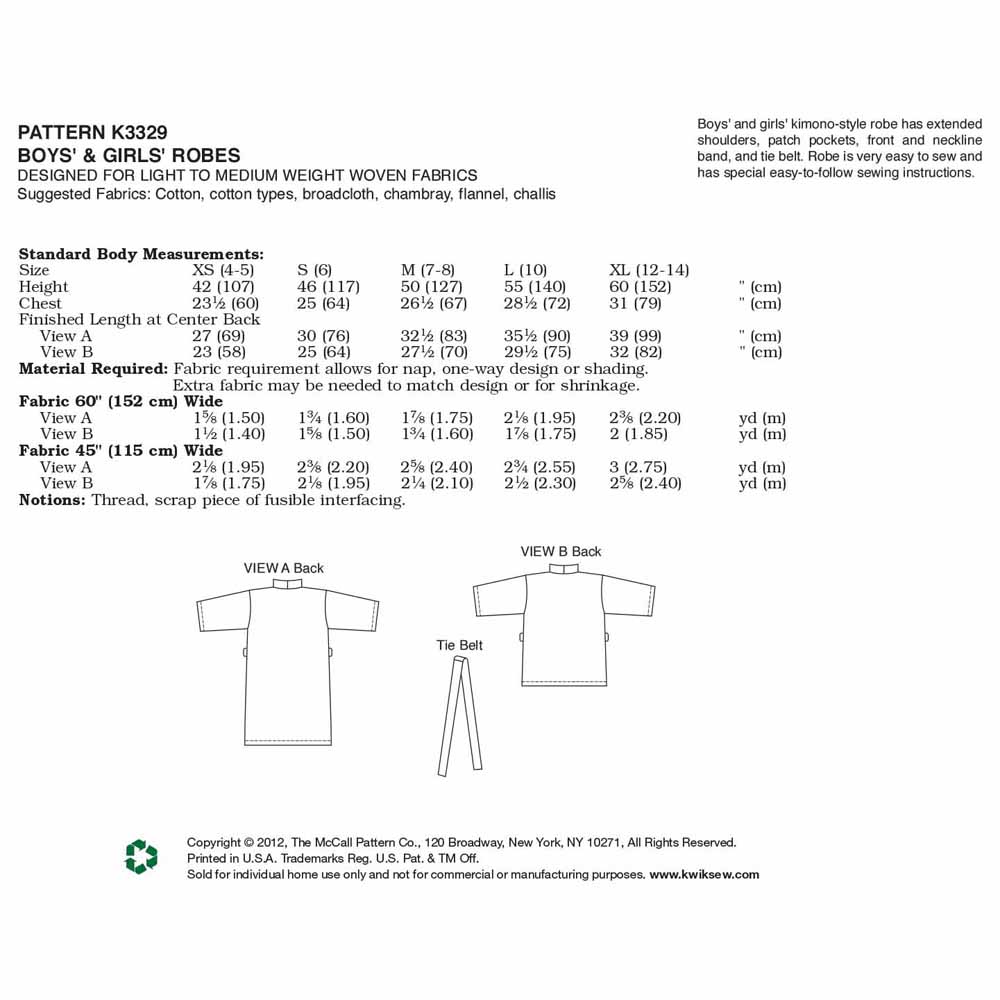 PATTERN K3329
BOYS' & GIRLS' ROBES
DESIGNED FOR LIGHT TO MEDIUM WEIGHT WOVEN FABRICS
Suggested Fabrics: Cotton, cotton types, broadcloth, chambray, flannel, challis
Boys' and girls' kimono-style robe has extended
shoulders, patch pockets, front and neckline
band, and tie belt. Robe is very easy to sew and
has special easy-to-follow sewing instructions.
Standard Body Measurements:
Size XS (4-5) S (6) M (7-8) L (10) XL (12-14)
Height 42 (107) 46 (117) 50 (127) 55 (140) 60 (152) " (cm)
Chest 23½ (60) 25 (64) 26½ (67) 28½ (72) 31 (79) " (cm)
Finished Length at Center Back
View A 27 (69) 30 (76) 32½ (83) 35½ (90) 39 (99) " (cm)
View B 23 (58) 25 (64) 27½ (70) 29½ (75) 32 (82) " (cm)
Material Required: Fabric requirement allows for nap, one-way design or shading.
Extra fabric may be needed to match design or for shrinkage.
Fabric 60" (152 cm) Wide
View A 1⅝ (1.50) 1¾ (1.60) 1⅞ (1.75) 2⅛ (1.95) 2⅜ (2.20) yd (m)
View B 1½ (1.40) 1⅝ (1.50) 1¾ (1.60) 1⅞ (1.75) 2 (1.85) yd (m)
Fabric 45" (115 cm) Wide
View A 2⅛ (1.95) 2⅜ (2.20) 2⅝ (2.40) 2¾ (2.55) 3 (2.75) yd (m)
View B 1⅞ (1.75) 2⅛ (1.95) 2¼ (2.10) 2½ (2.30) 2⅝ (2.40) yd (m)
Notions: Thread, scrap piece of fusible interfacing.
VIEW A Back
VIEW B Back
Tie Belt
Copyright © 2012, The McCall Pattern Co., 120 Broadway, New York, NY 10271, All Rights Reserved.
Printed in U.S.A. Trademarks Reg. U.S. Pat. & TM Off.
Sold for individual home use only and not for commercial or manufacturing purposes. www.kwiksew.com